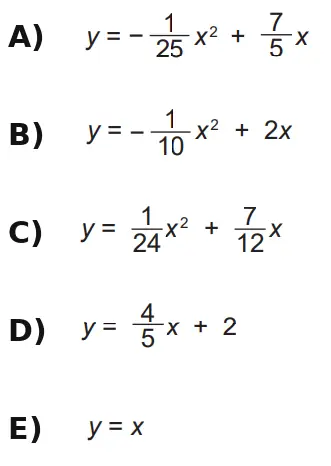 A) y = − 1/25 x² + 7/5 x
B) y = − 1/10 x² + 2x
C) y = 1/24 x² + 7/12 x
D) y = 4/5 x + 2
E) y = x